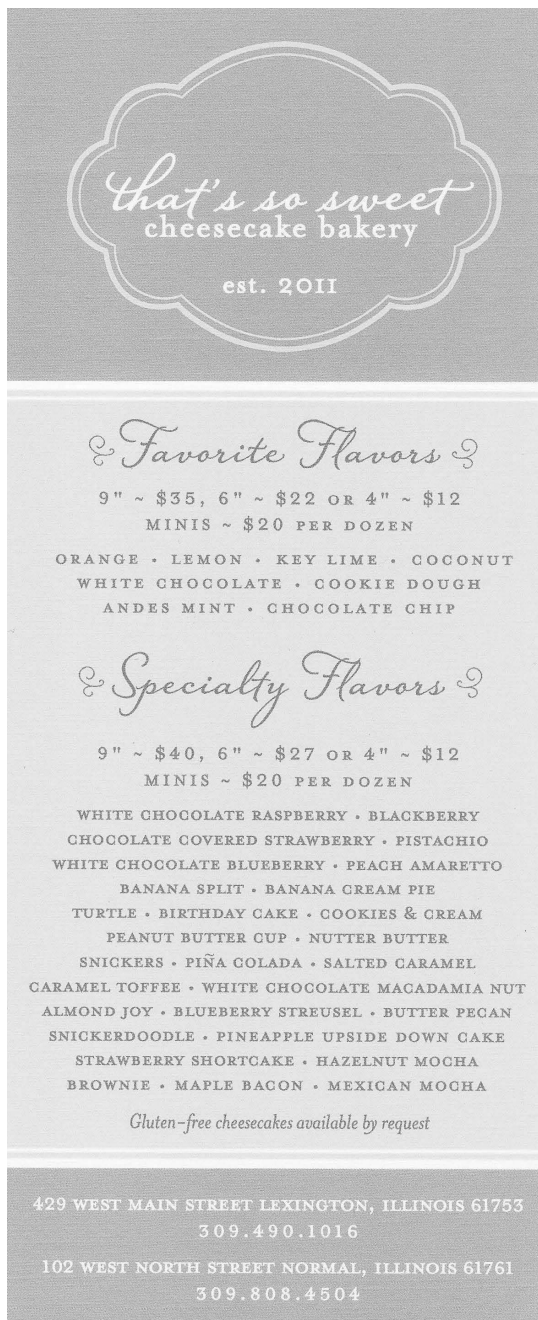 that's so sweet
cheesecake bakery
est. 2011
Favorite Flavors
9" ~ $35, 6" ~ $22 OR 4" ~ $12
MINIS ~ $20 PER DOZEN
ORANGE • LEMON • KEY LIME • COCONUT
WHITE CHOCOLATE • COOKIE DOUGH
ANDES MINT • CHOCOLATE CHIP
Specialty Flavors
9" ~ $40, 6" ~ $27 OR 4" ~ $12
MINIS ~ $20 PER DOZEN
WHITE CHOCOLATE RASPBERRY • BLACKBERRY
CHOCOLATE COVERED STRAWBERRY • PISTACHIO
WHITE CHOCOLATE BLUEBERRY • PEACH AMARETTO
BANANA SPLIT • BANANA CREAM PIE
TURTLE • BIRTHDAY CAKE • COOKIES & CREAM
PEANUT BUTTER CUP • NUTTER BUTTER
SNICKERS • PIÑA COLADA • SALTED CARAMEL
CARAMEL TOFFEE • WHITE CHOCOLATE MACADAMIA NUT
ALMOND JOY • BLUEBERRY STREUSEL • BUTTER PECAN
SNICKERDOODLE • PINEAPPLE UPSIDE DOWN CAKE
STRAWBERRY SHORTCAKE • HAZELNUT MOCHA
BROWNIE • MAPLE BACON • MEXICAN MOCHA
Gluten-free cheesecakes available by request
429 WEST MAIN STREET LEXINGTON, ILLINOIS 61753
309.490.1016
102 WEST NORTH STREET NORMAL, ILLINOIS 61761
309.808.4504